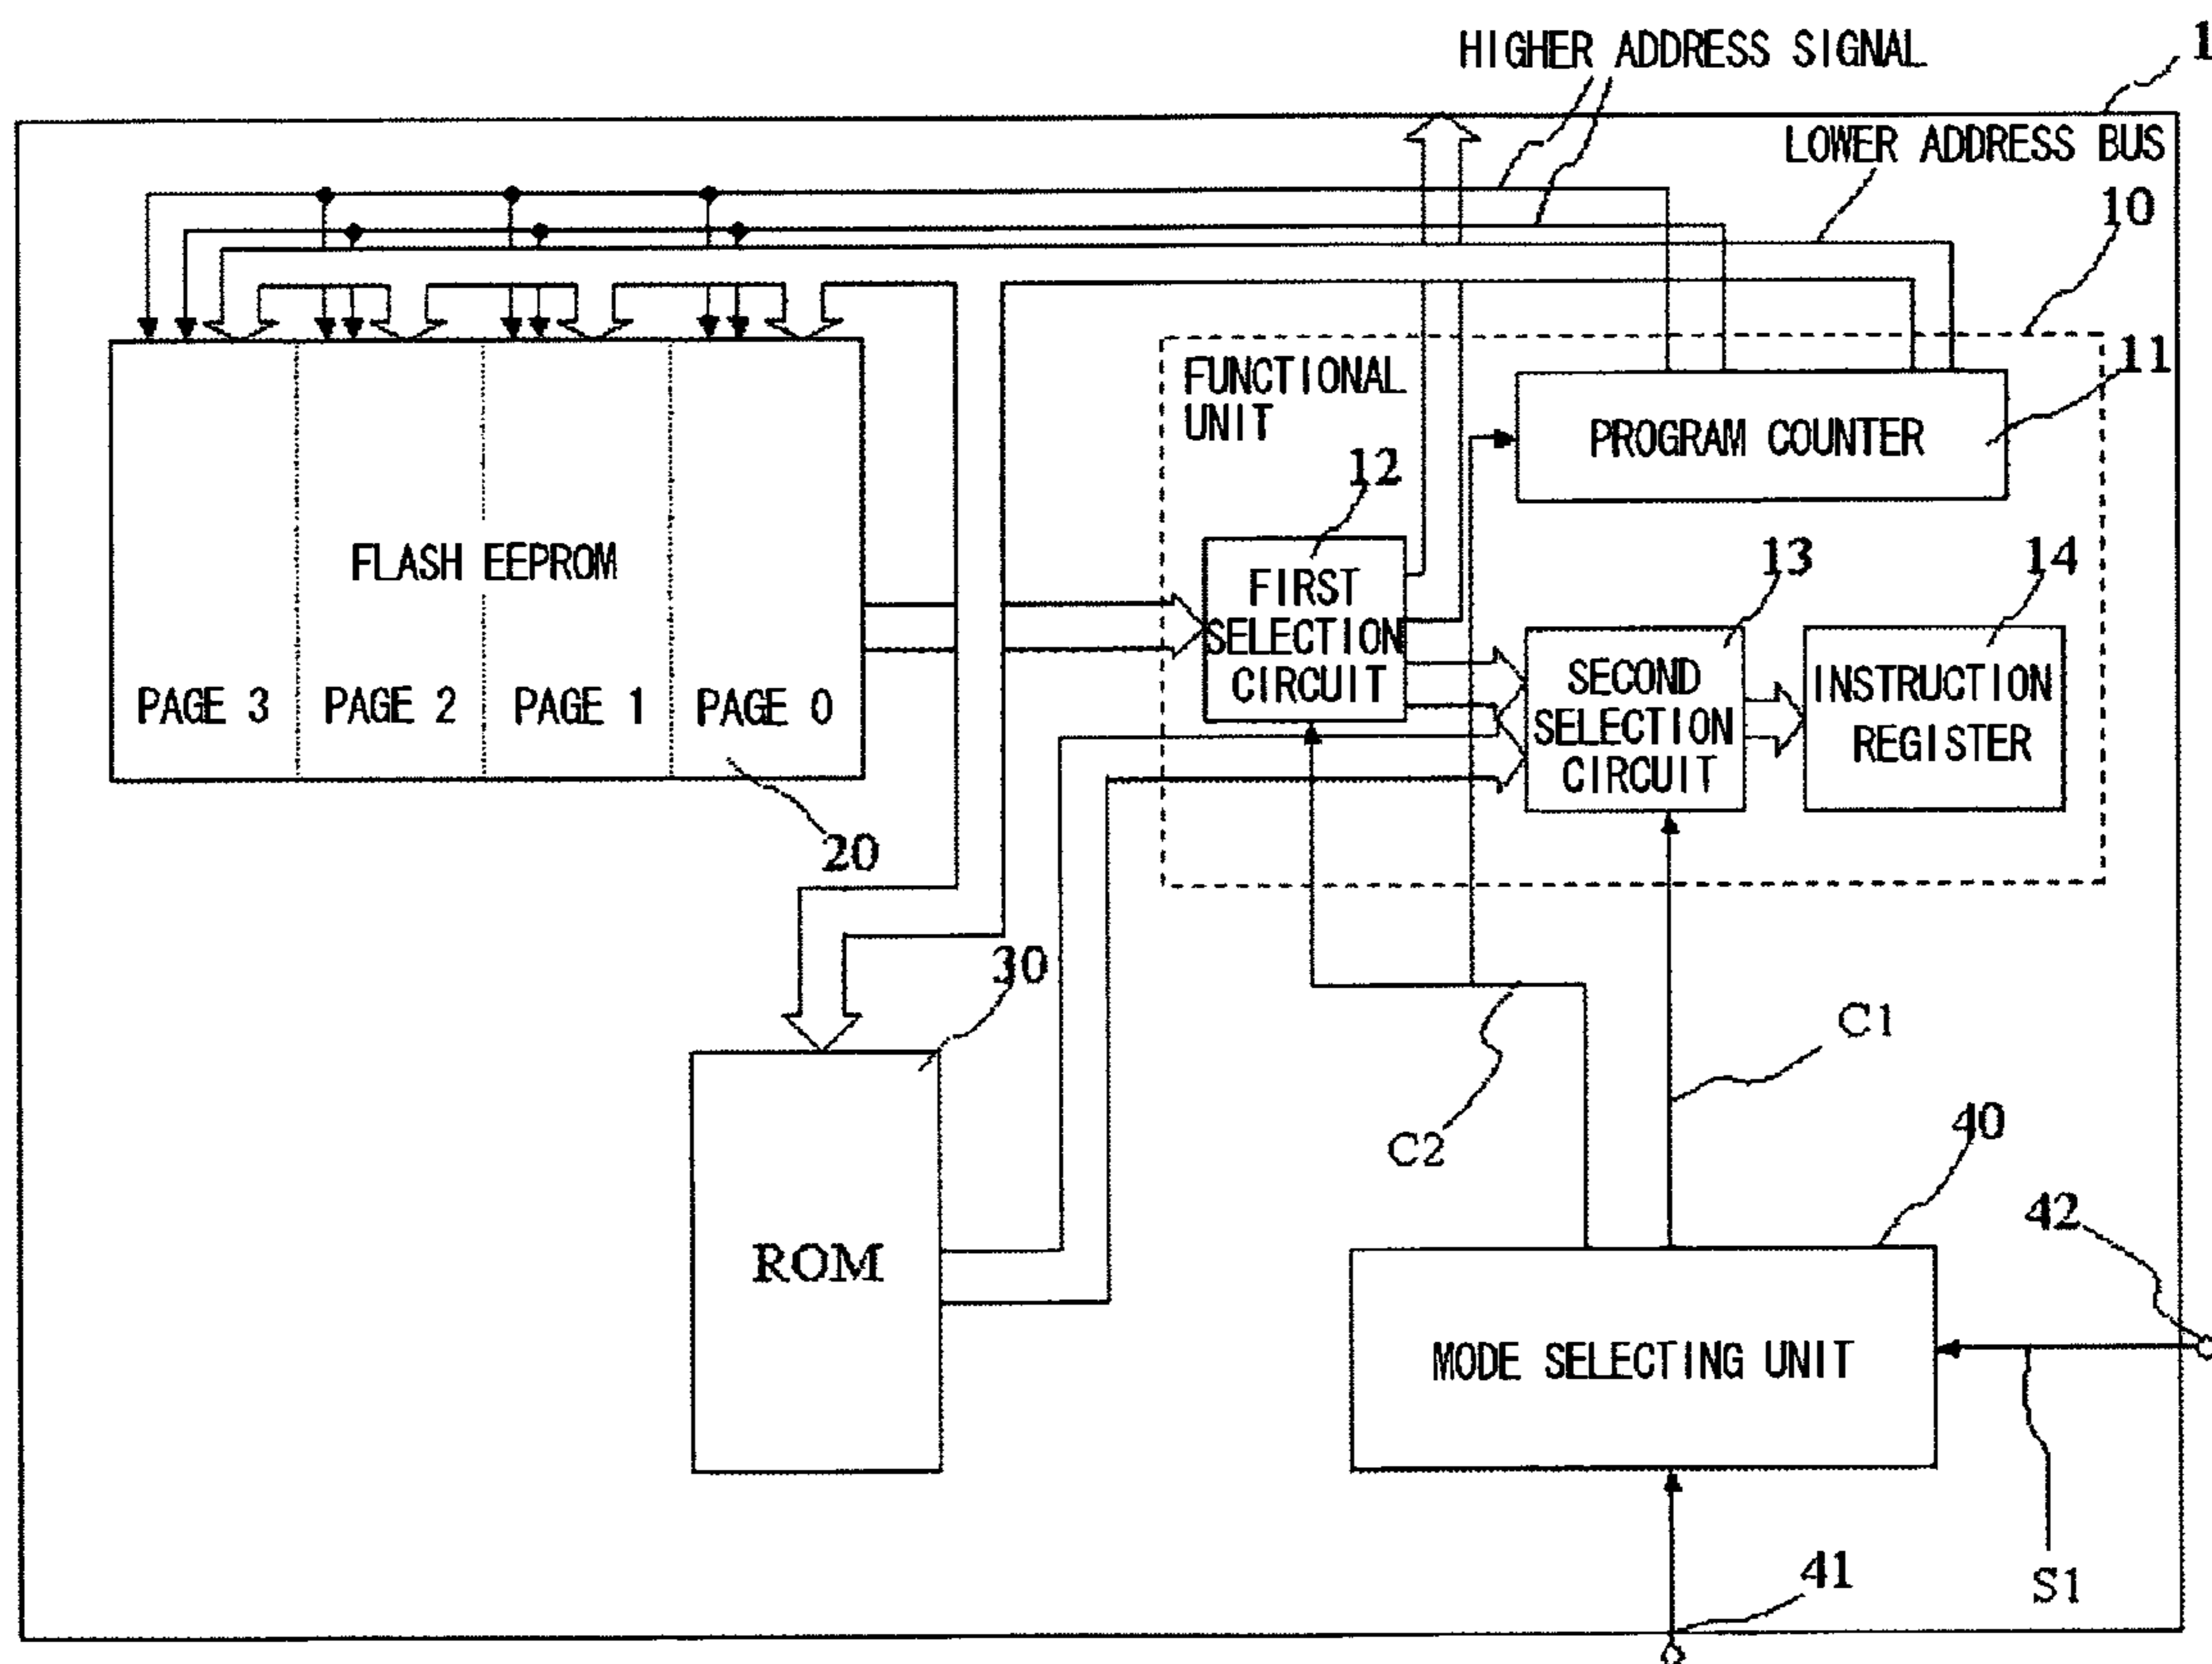 HIGHER ADDRESS SIGNAL
1
LOWER ADDRESS BUS
10
11
FUNCTIONAL
UNIT
PROGRAM COUNTER
12
FLASH EEPROM
FIRST
SELECTION
CIRCUIT
13
14
SECOND
SELECTION
CIRCUIT
INSTRUCTION
REGISTER
PAGE 3
PAGE 2
PAGE 1
PAGE 0
20
30
C1
C2
40
42
ROM
MODE SELECTING UNIT
41
S1